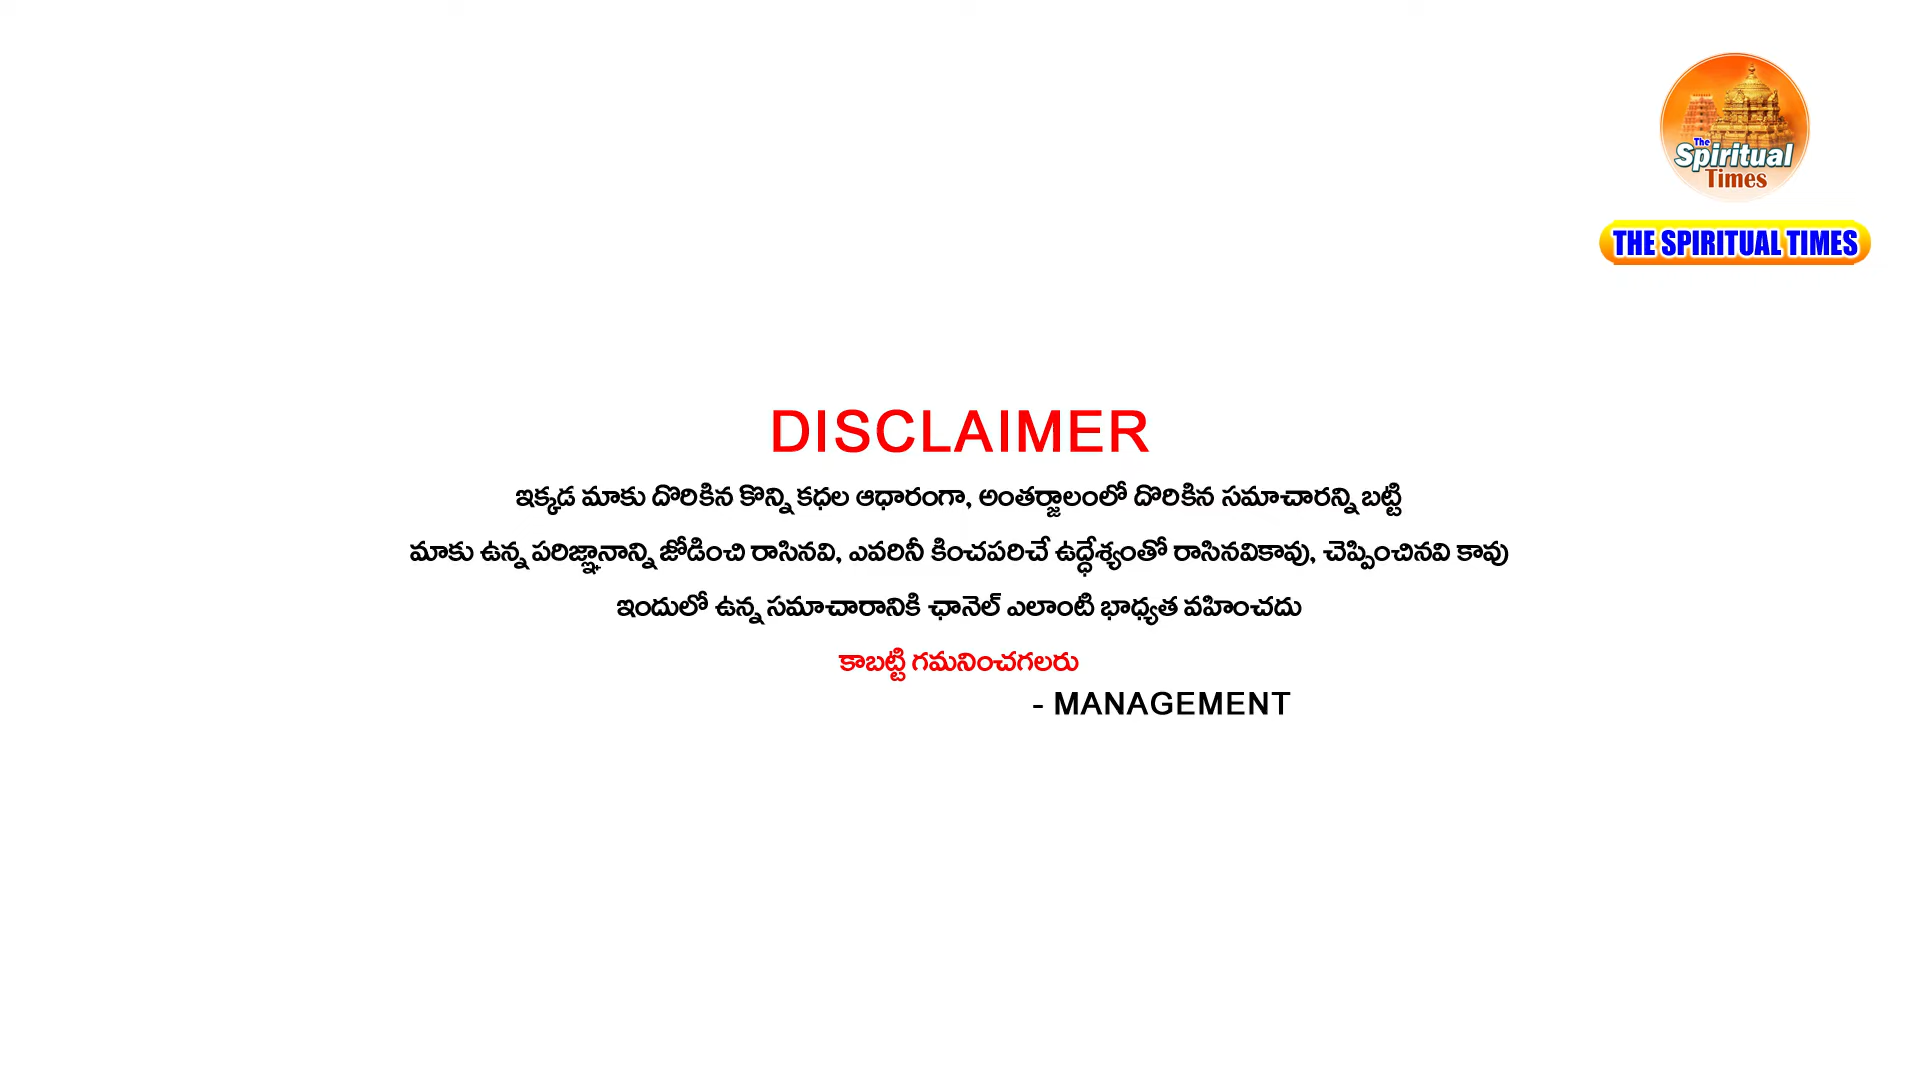 The
Spiritual
Times
THE SPIRITUAL TIMES
DISCLAIMER
ఇక్కడ మాకు దొరికిన కొన్ని కధల ఆధారంగా, అంతర్జాలంలో దొరికిన సమాచారన్ని బట్టి
మాకు ఉన్న పరిజ్ఞానాన్ని జోడించి రాసినవి, ఎవరినీ కించపరిచే ఉద్ధేశ్యంతో రాసినవికావు, చెప్పించినవి కావు
ఇందులో ఉన్న సమాచారానికి ఛానెల్ ఎలాంటి భాధ్యత వహించదు
కాబట్టి గమనించగలరు
- MANAGEMENT